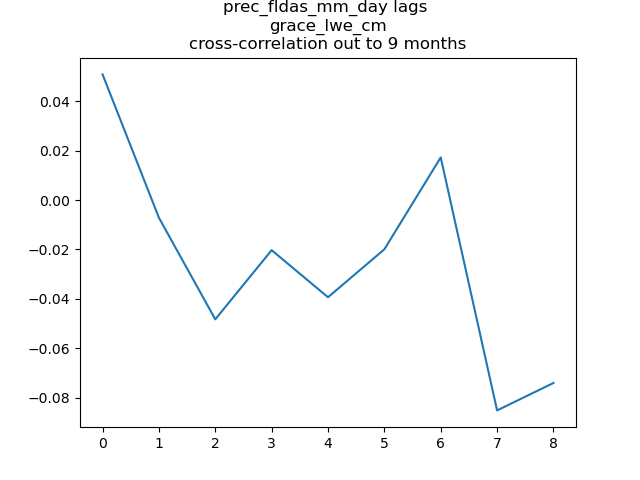 prec_fldas_mm_day lags
grace_lwe_cm
cross-correlation out to 9 months
0.04
0.02
0.00
−0.02
−0.04
−0.06
−0.08
0 1 2 3 4 5 6 7 8